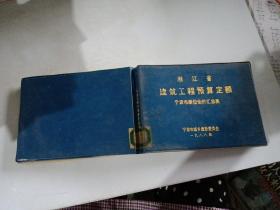 浙江省
建筑工程预算定额
宁波市单位估价汇总表
宁波市城乡建设委员会
一九八八年